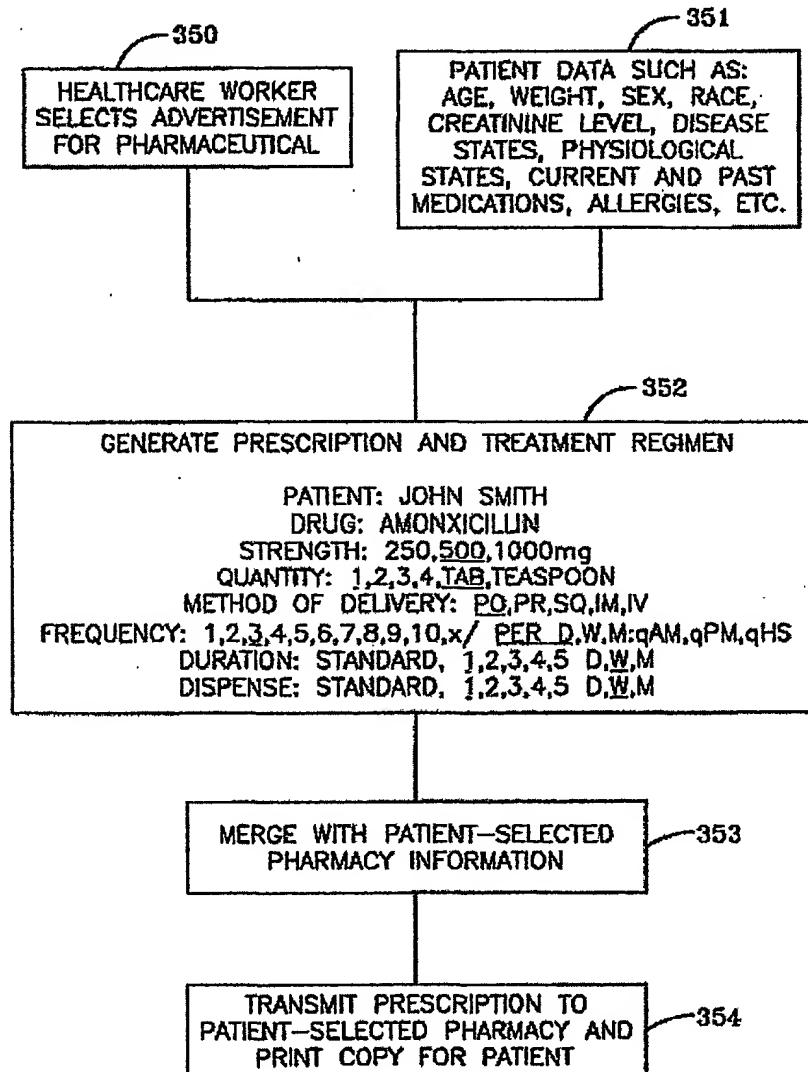 350
HEALTHCARE WORKER
SELECTS ADVERTISEMENT
FOR PHARMACEUTICAL
351
PATIENT DATA SUCH AS:
AGE, WEIGHT, SEX, RACE,
CREATININE LEVEL, DISEASE
STATES, PHYSIOLOGICAL
STATES, CURRENT AND PAST
MEDICATIONS, ALLERGIES, ETC.
352
GENERATE PRESCRIPTION AND TREATMENT REGIMEN
PATIENT: JOHN SMITH
DRUG: AMONXICILLIN
STRENGTH: 250,500,1000mg
QUANTITY: 1,2,3,4,TAB,TEASPOON
METHOD OF DELIVERY: PO,PR,SQ,IM,IV
FREQUENCY: 1,2,3,4,5,6,7,8,9,10,x/ PER D,W,M:qAM,qPM,qHS
DURATION: STANDARD, 1,2,3,4,5 D,W,M
DISPENSE: STANDARD, 1,2,3,4,5 D,W,M
MERGE WITH PATIENT-SELECTED
PHARMACY INFORMATION
353
TRANSMIT PRESCRIPTION TO
PATIENT-SELECTED PHARMACY AND
PRINT COPY FOR PATIENT
354